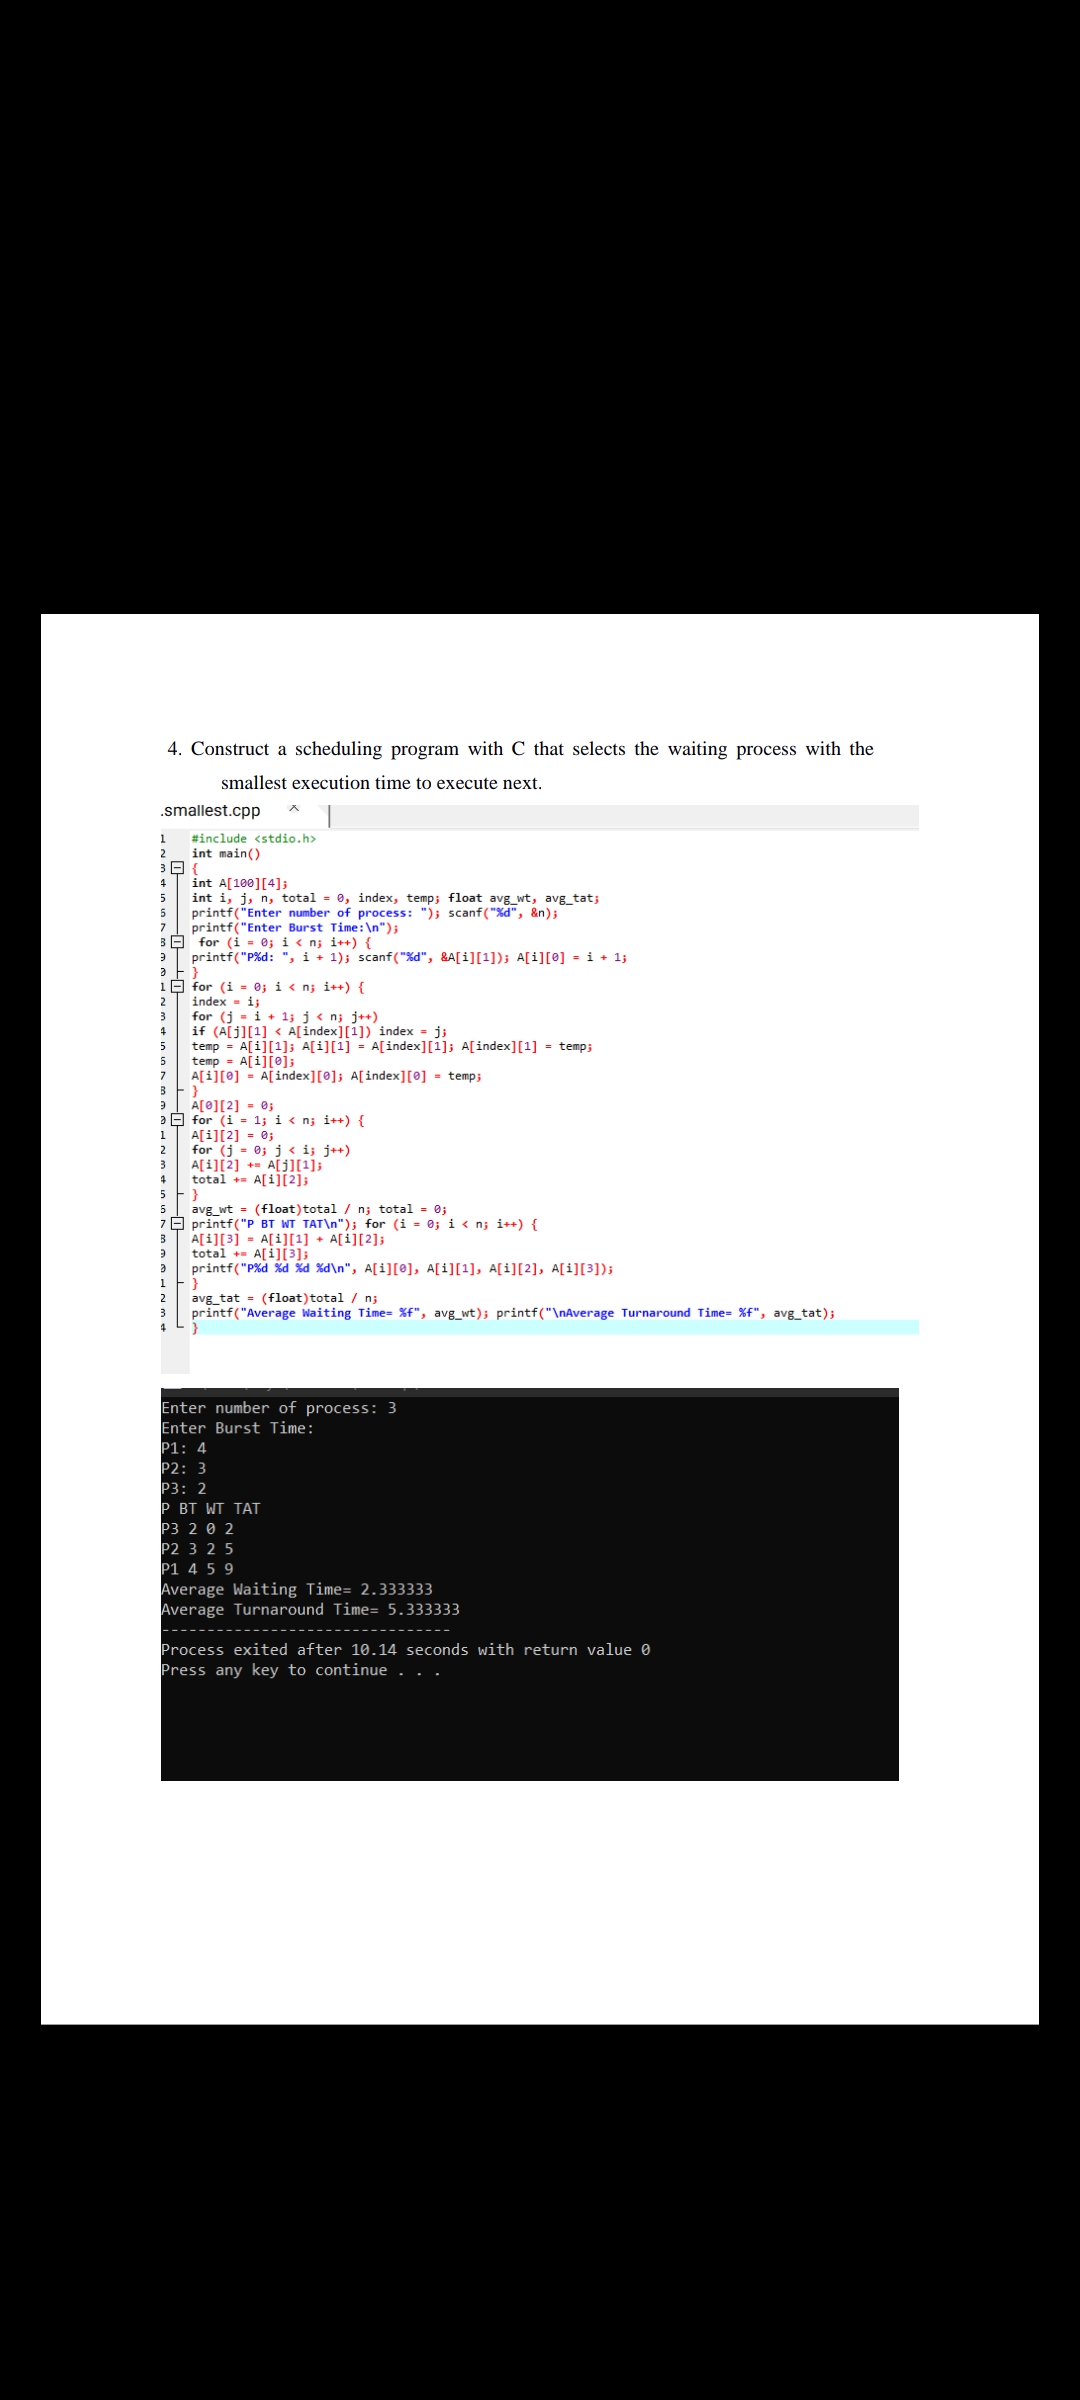 4. Construct a scheduling program with C that selects the waiting process with the
smallest execution time to execute next.
.smallest.cpp
1 #include <stdio.h>
2 int main()
3 {
4 int A[100][4];
5 int i, j, n, total = 0, index, temp; float avg_wt, avg_tat;
6 printf("Enter number of process: "); scanf("%d", &n);
7 printf("Enter Burst Time:\n");
8 for (i = 0; i < n; i++) {
9 printf("P%d: ", i + 1); scanf("%d", &A[i][1]); A[i][0] = i + 1;
0 }
1 for (i = 0; i < n; i++) {
2 index = i;
3 for (j = i + 1; j < n; j++)
4 if (A[j][1] < A[index][1]) index = j;
5 temp = A[i][1]; A[i][1] = A[index][1]; A[index][1] = temp;
6 temp = A[i][0];
7 A[i][0] = A[index][0]; A[index][0] = temp;
8 }
9 A[0][2] = 0;
0 for (i = 1; i < n; i++) {
1 A[i][2] = 0;
2 for (j = 0; j < i; j++)
3 A[i][2] += A[j][1];
4 total += A[i][2];
5 }
6 avg_wt = (float)total / n; total = 0;
7 printf("P BT WT TAT\n"); for (i = 0; i < n; i++) {
8 A[i][3] = A[i][1] + A[i][2];
9 total += A[i][3];
0 printf("P%d %d %d %d\n", A[i][0], A[i][1], A[i][2], A[i][3]);
1 }
2 avg_tat = (float)total / n;
3 printf("Average Waiting Time= %f", avg_wt); printf("\nAverage Turnaround Time= %f", avg_tat);
4 }
Enter number of process: 3
Enter Burst Time:
P1: 4
P2: 3
P3: 2
P BT WT TAT
P3 2 0 2
P2 3 2 5
P1 4 5 9
Average Waiting Time= 2.333333
Average Turnaround Time= 5.333333
--------------------------------
Process exited after 10.14 seconds with return value 0
Press any key to continue . . .